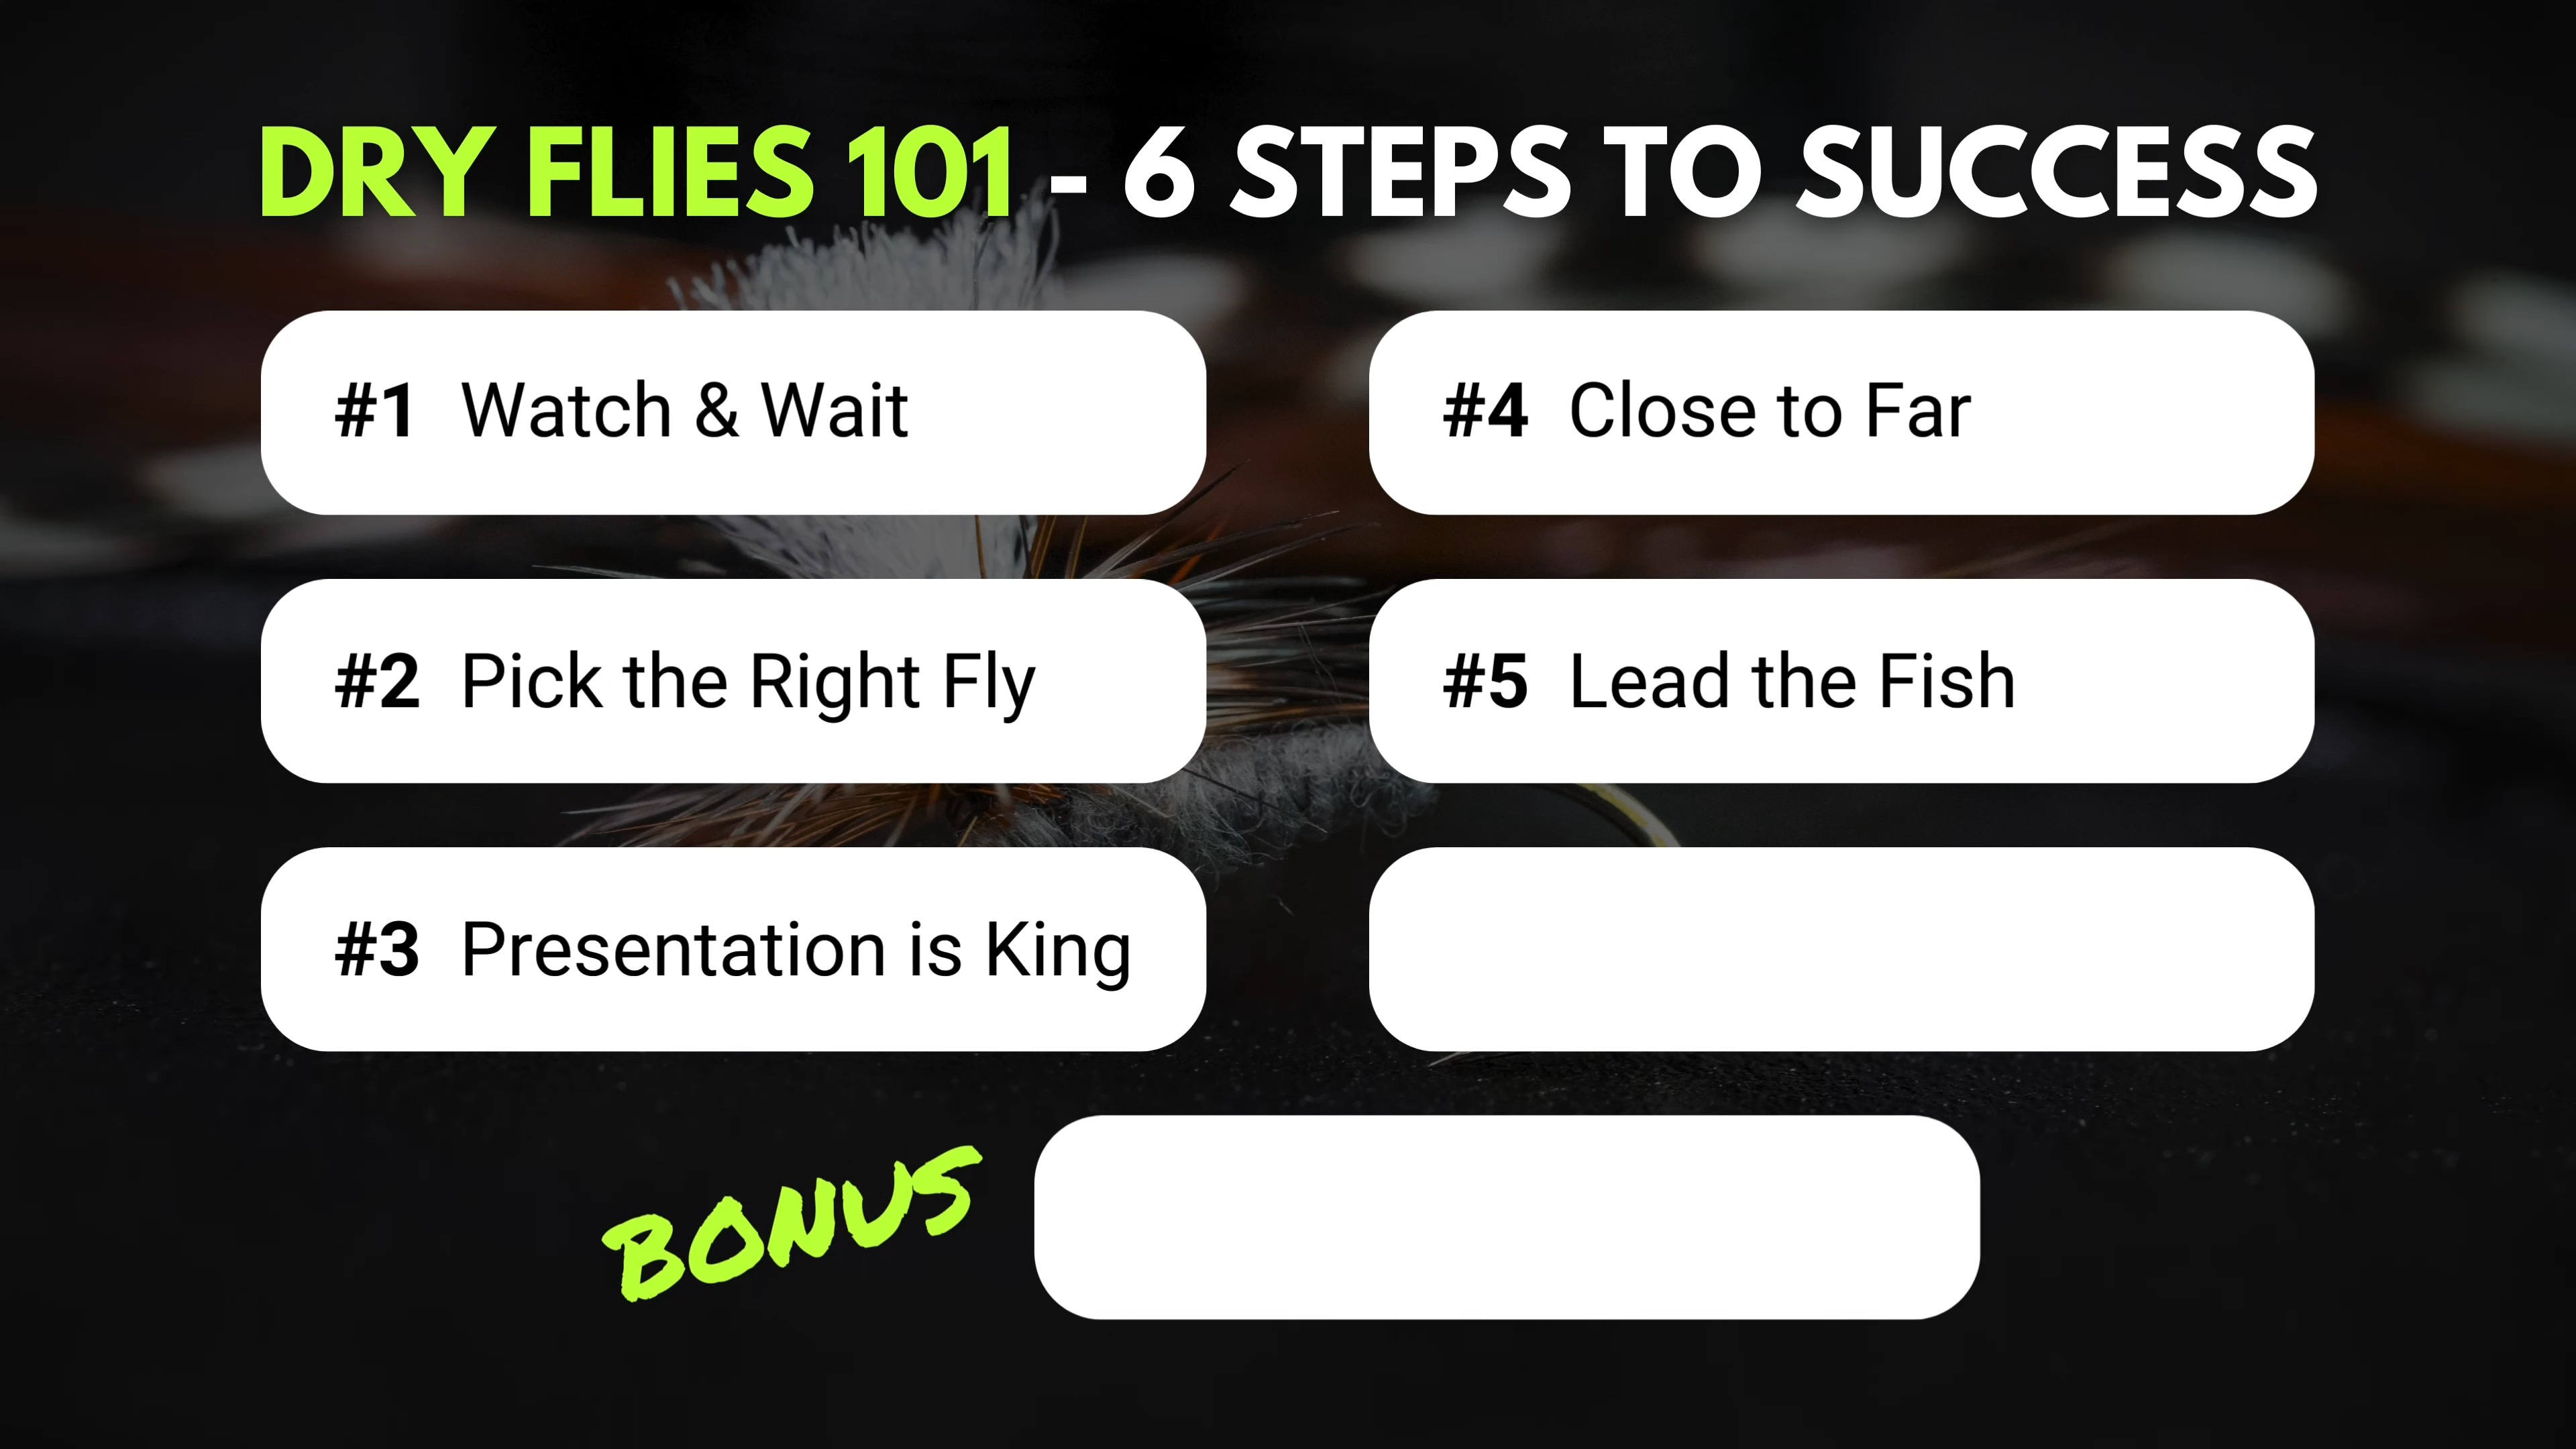 DRY FLIES 101 - 6 STEPS TO SUCCESS
#1 Watch & Wait
#2 Pick the Right Fly
#3 Presentation is King
#4 Close to Far
#5 Lead the Fish
BONUS